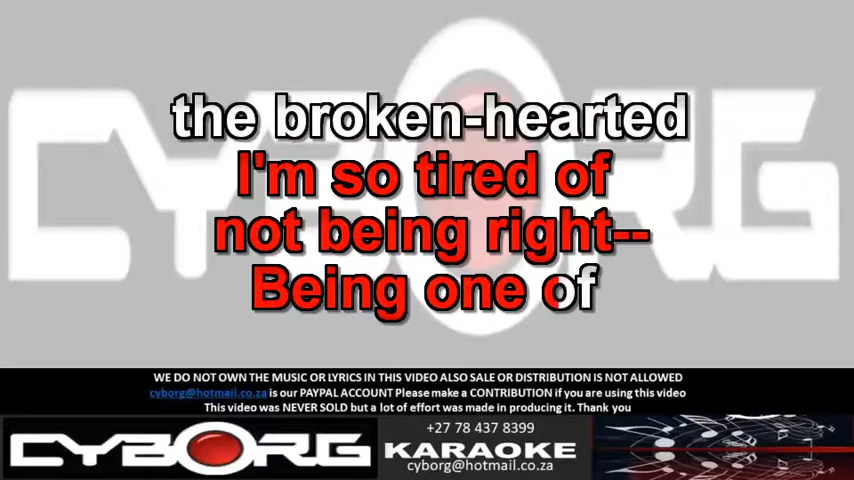 CYBORG
the broken-hearted
I'm so tired of
not being right--
Being one of
WE DO NOT OWN THE MUSIC OR LYRICS IN THIS VIDEO ALSO SALE OR DISTRIBUTION IS NOT ALLOWED
cyborg@hotmail.co.za is our PAYPAL ACCOUNT Please make a CONTRIBUTION if you are using this video
This video was NEVER SOLD but a lot of effort was made in producing it. Thank you
CYBORG
+27 78 437 8399
KARAOKE
cyborg@hotmail.co.za